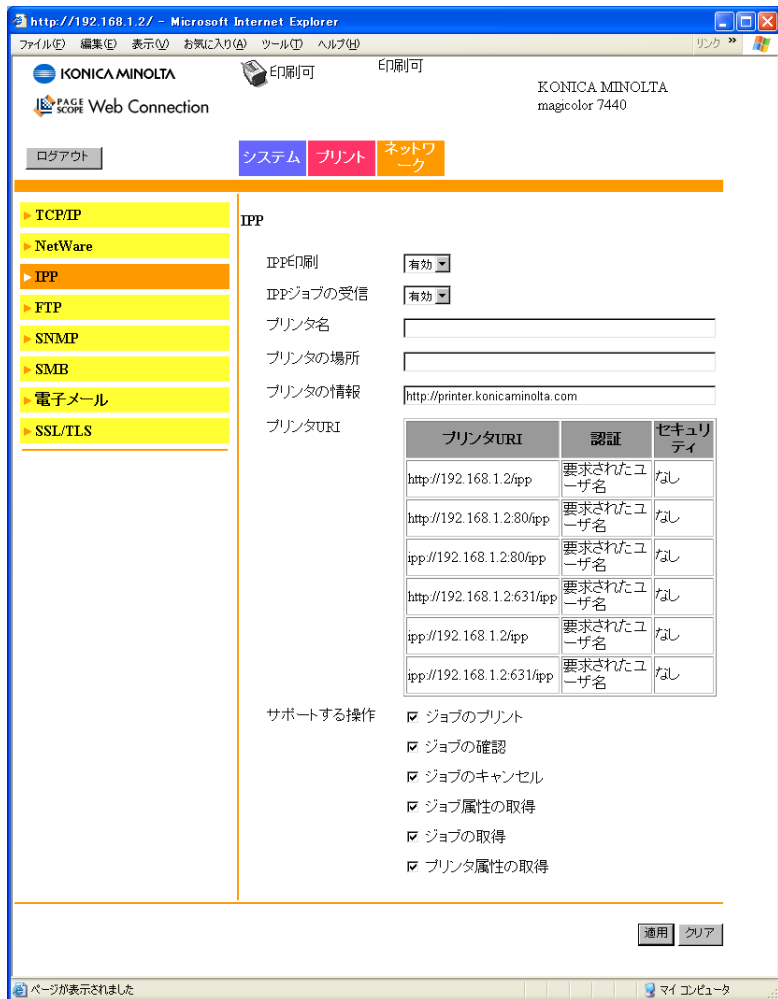 http://192.168.1.2/ - Microsoft Internet Explorer
ファイル(F) 編集(E) 表示(V) お気に入り(A) ツール(T) ヘルプ(H) リンク »
KONICA MINOLTA
印刷可
印刷可
KONICA MINOLTA
magicolor 7440
PAGE SCOPE Web Connection
ログアウト
システム
プリント
ネットワ
ーク
TCP/IP
NetWare
IPP
FTP
SNMP
SMB
電子メール
SSL/TLS
IPP
IPP印刷 有効
IPPジョブの受信 有効
プリンタ名
プリンタの場所
プリンタの情報 http://printer.konicaminolta.com
プリンタURI
プリンタURI 認証 セキュリ
ティ
http://192.168.1.2/ipp 要求されたユ
ーザ名 なし
http://192.168.1.2:80/ipp 要求されたユ
ーザ名 なし
ipp://192.168.1.2:80/ipp 要求されたユ
ーザ名 なし
http://192.168.1.2:631/ipp 要求されたユ
ーザ名 なし
ipp://192.168.1.2/ipp 要求されたユ
ーザ名 なし
ipp://192.168.1.2:631/ipp 要求されたユ
ーザ名 なし
サポートする操作
ジョブのプリント
ジョブの確認
ジョブのキャンセル
ジョブ属性の取得
ジョブの取得
プリンタ属性の取得
適用 クリア
ページが表示されました マイ コンピュータ